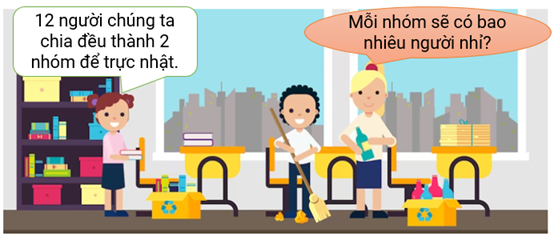 12 người chúng ta
chia đều thành 2
nhóm để trực nhật.
Mỗi nhóm sẽ có bao
nhiêu người nhỉ?